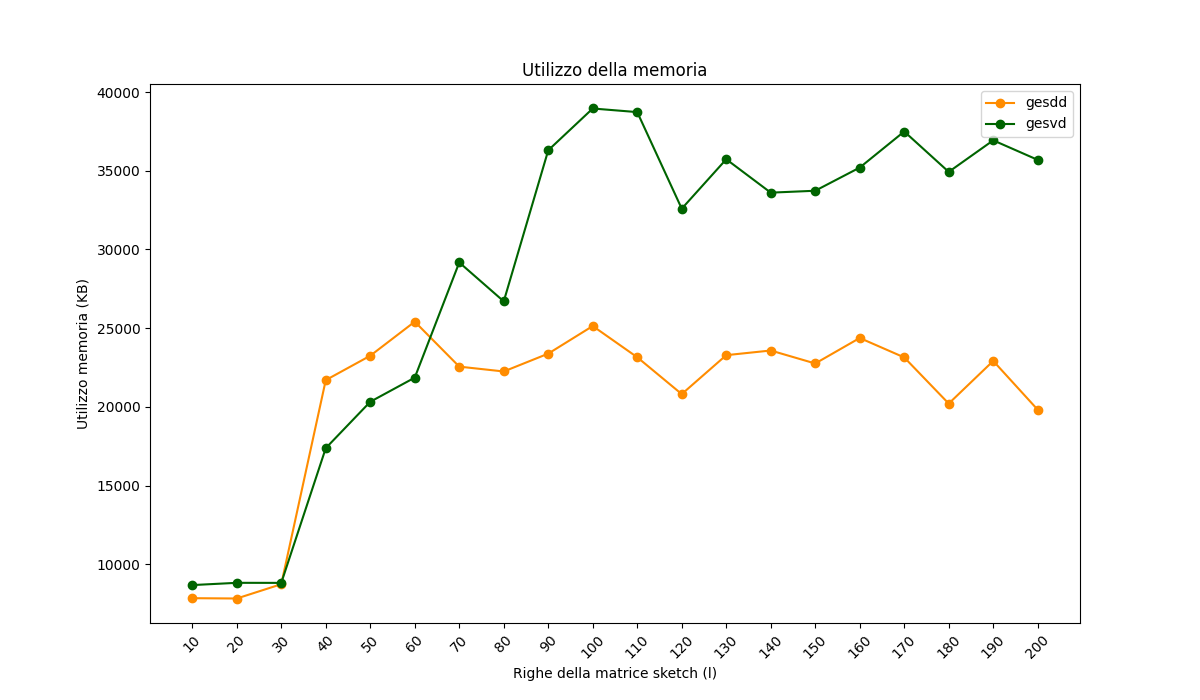 Utilizzo della memoria
gesdd
gesvd
Utilizzo memoria (KB)
40000
35000
30000
25000
20000
15000
10000
10 20 30 40 50 60 70 80 90 100 110 120 130 140 150 160 170 180 190 200
Righe della matrice sketch (l)